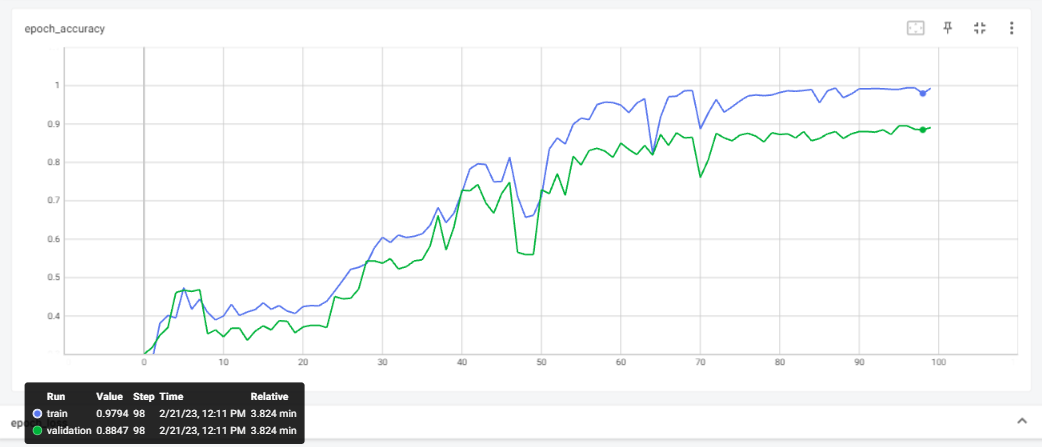 epoch_accuracy
1
0.9
0.8
0.7
0.6
0.5
0.4
0 10 20 30 40 50 60 70 80 90 100
Run Value Step Time Relative
train 0.9794 98 2/21/23, 12:11 PM 3.824 min
validation 0.8847 98 2/21/23, 12:11 PM 3.824 min